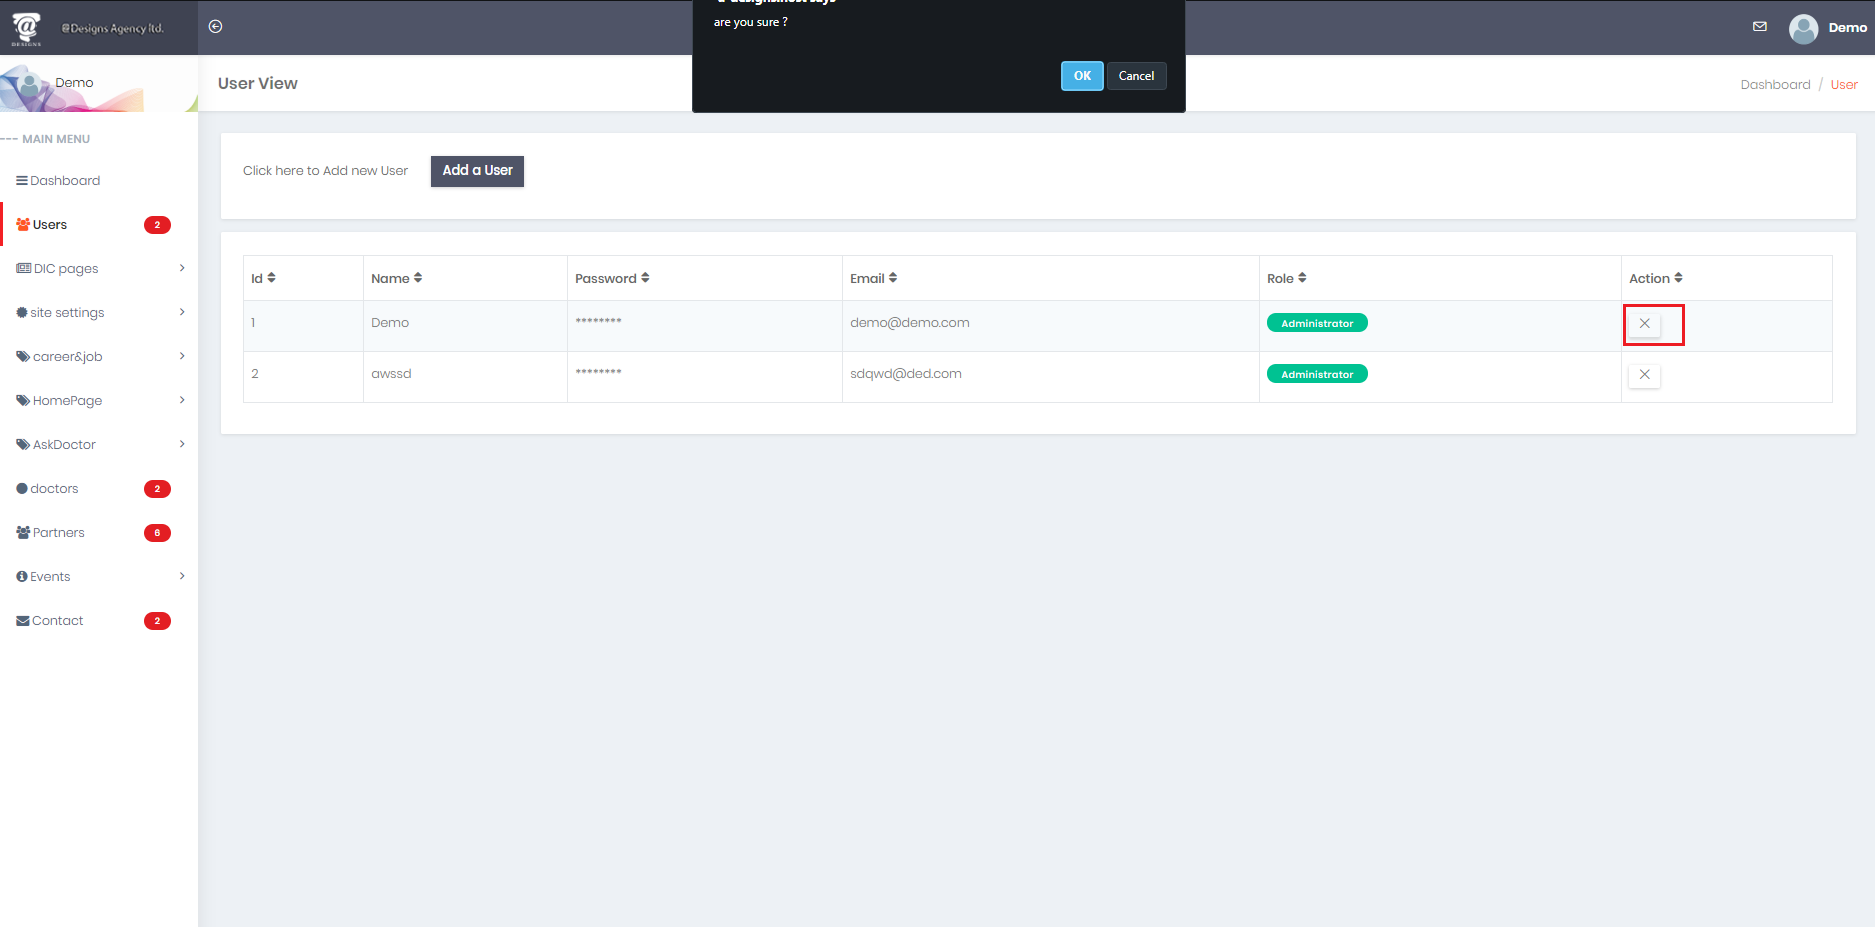 are you sure ?
OK Cancel
@Designs Agency ltd.
DESIGNS
Demo
Demo
User View
Dashboard / User
--- MAIN MENU
Dashboard
Users 2
DIC pages
site settings
career&job
HomePage
AskDoctor
doctors 2
Partners 6
Events
Contact 2
Click here to Add new User Add a User
Id Name Password Email Role Action
1 Demo ******** demo@demo.com Administrator
2 awssd ******** sdqwd@ded.com Administrator